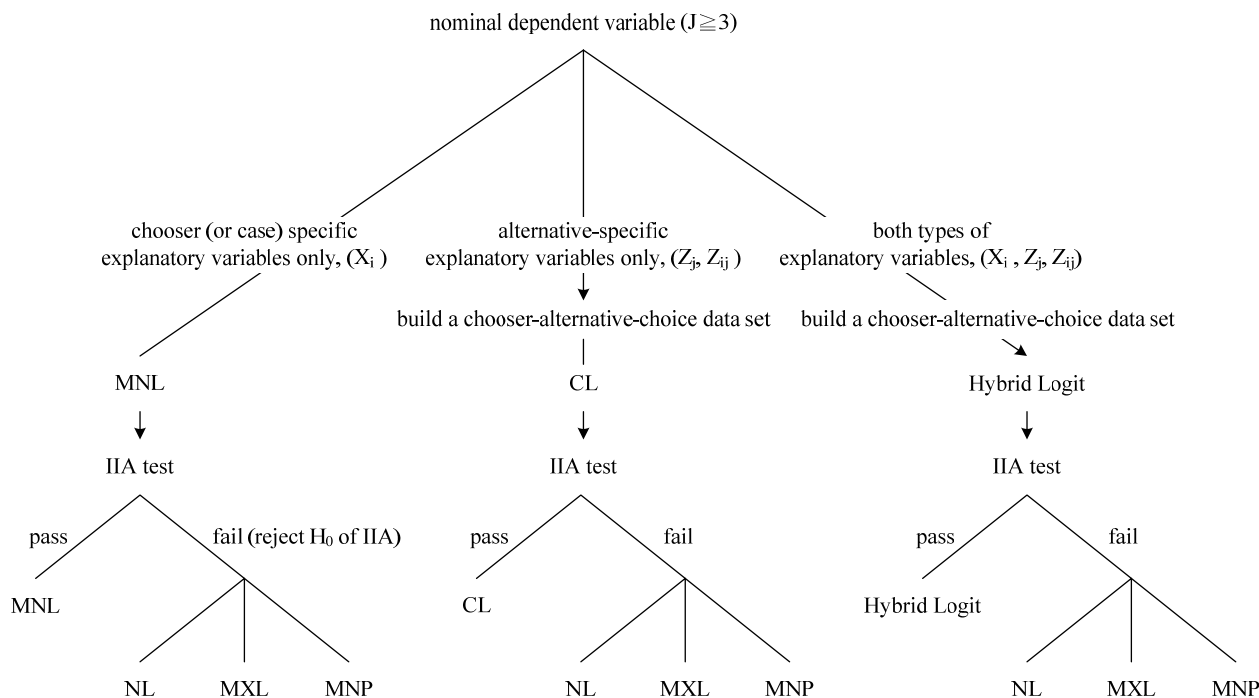 nominal dependent variable (J≧3)
chooser (or case) specific
explanatory variables only, (Xi )
alternative-specific
explanatory variables only, (Zj, Zij )
both types of
explanatory variables, (Xi , Zj, Zij)
build a chooser-alternative-choice data set
build a chooser-alternative-choice data set
MNL
CL
Hybrid Logit
IIA test
IIA test
IIA test
pass
fail (reject H0 of IIA)
pass
fail
pass
fail
MNL
CL
Hybrid Logit
NL
MXL
MNP
NL
MXL
MNP
NL
MXL
MNP